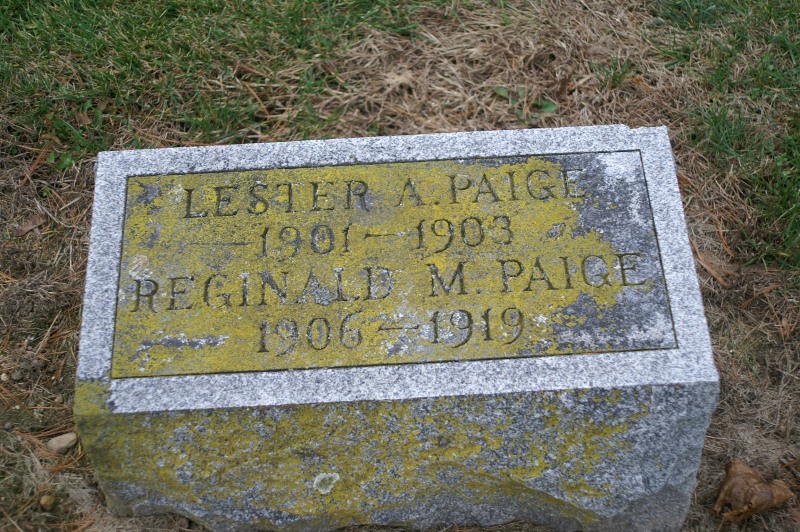 LESTER A. PAIGE
1901 — 1903
REGINALD M. PAIGE
1906 — 1919